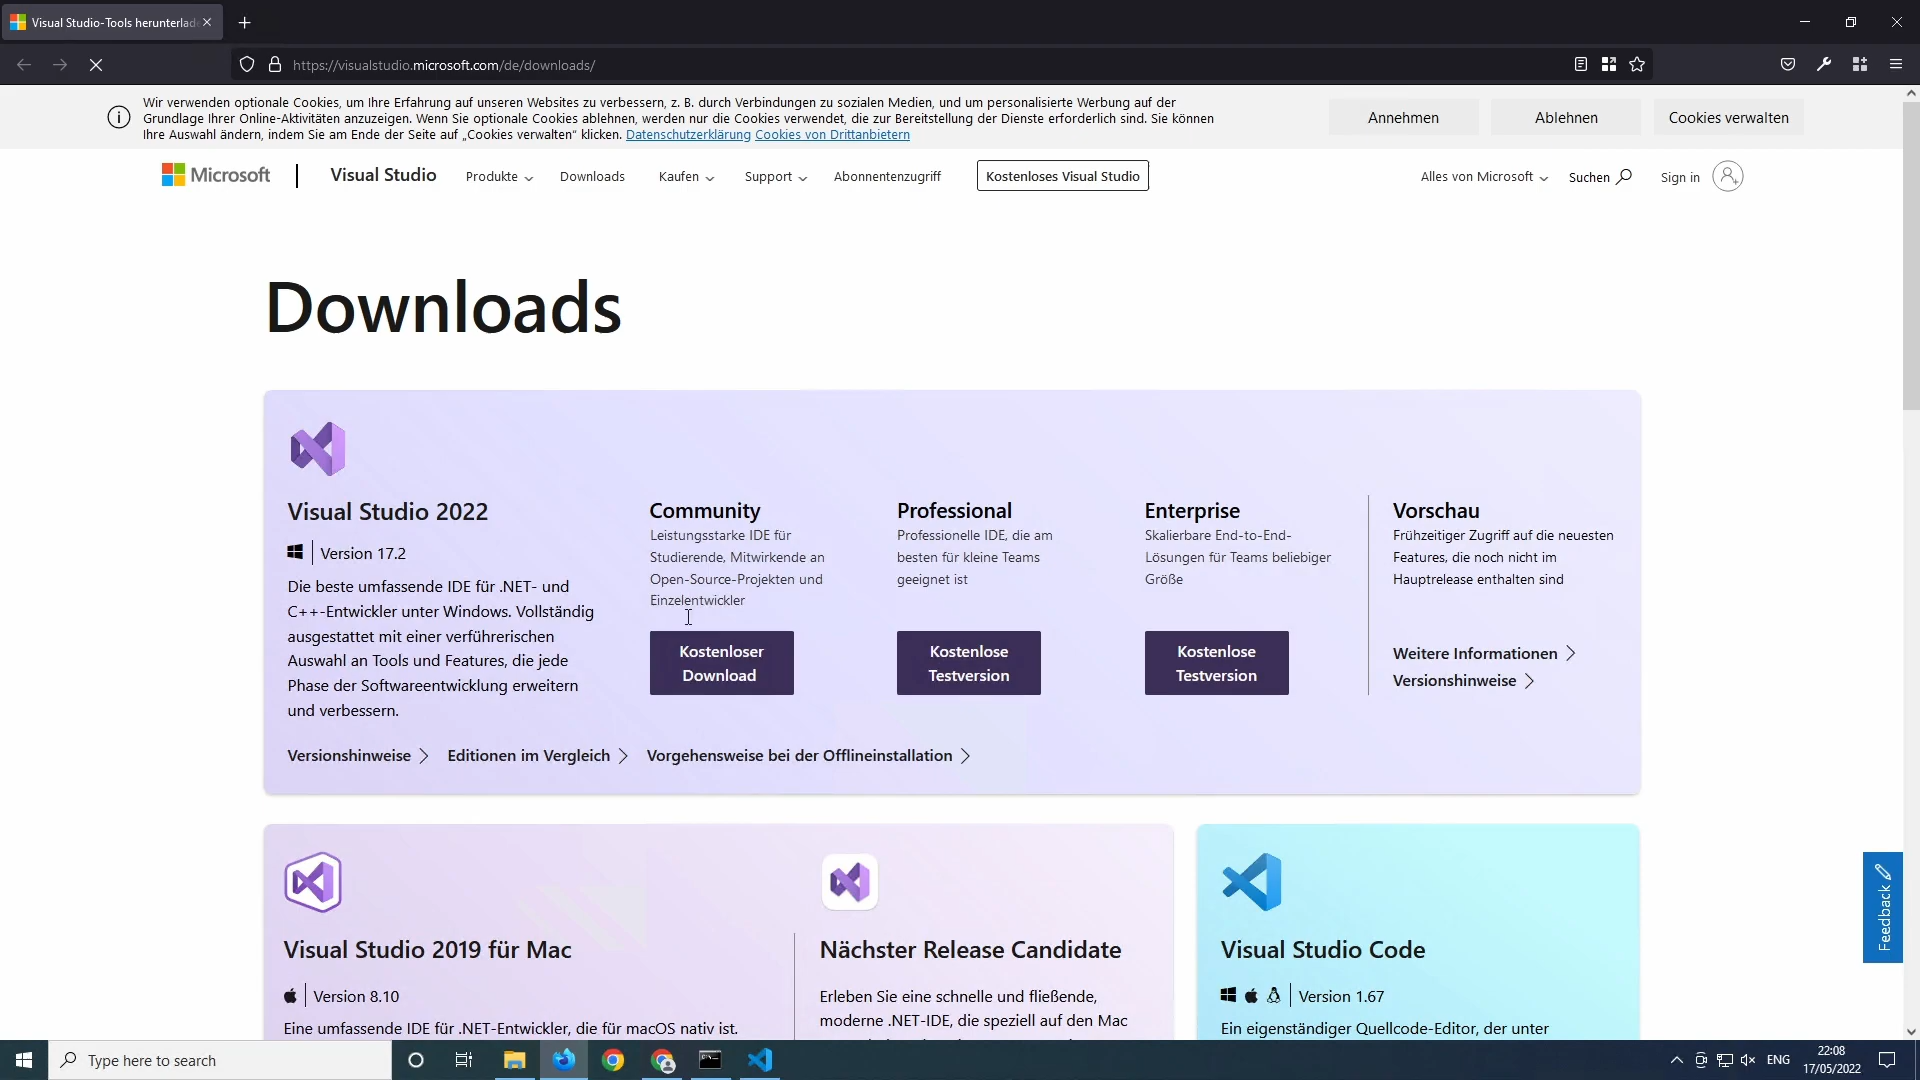 Visual Studio-Tools herunterlade
https://visualstudio.microsoft.com/de/downloads/
Wir verwenden optionale Cookies, um Ihre Erfahrung auf unseren Websites zu verbessern, z. B. durch Verbindungen zu sozialen Medien, und um personalisierte Werbung auf der
Grundlage Ihrer Online-Aktivitäten anzuzeigen. Wenn Sie optionale Cookies ablehnen, werden nur die Cookies verwendet, die zur Bereitstellung der Dienste erforderlich sind. Sie können
Ihre Auswahl ändern, indem Sie am Ende der Seite auf „Cookies verwalten“ klicken. Datenschutzerklärung Cookies von Drittanbietern
Annehmen
Ablehnen
Cookies verwalten
Microsoft
Visual Studio
Produkte
Downloads
Kaufen
Support
Abonnentenzugriff
Kostenloses Visual Studio
Alles von Microsoft
Suchen
Sign in
Downloads
Visual Studio 2022
Version 17.2
Die beste umfassende IDE für .NET- und
C++-Entwickler unter Windows. Vollständig
ausgestattet mit einer verführerischen
Auswahl an Tools und Features, die jede
Phase der Softwareentwicklung erweitern
und verbessern.
Community
Leistungsstarke IDE für
Studierende, Mitwirkende an
Open-Source-Projekten und
Einzelentwickler
Kostenloser
Download
Professional
Professionelle IDE, die am
besten für kleine Teams
geeignet ist
Kostenlose
Testversion
Enterprise
Skalierbare End-to-End-
Lösungen für Teams beliebiger
Größe
Kostenlose
Testversion
Vorschau
Frühzeitiger Zugriff auf die neuesten
Features, die noch nicht im
Hauptrelease enthalten sind
Weitere Informationen
Versionshinweise
Versionshinweise
Editionen im Vergleich
Vorgehensweise bei der Offlineinstallation
Visual Studio 2019 für Mac
Version 8.10
Eine umfassende IDE für .NET-Entwickler, die für macOS nativ ist.
Nächster Release Candidate
Erleben Sie eine schnelle und fließende,
moderne .NET-IDE, die speziell auf den Mac
Visual Studio Code
Version 1.67
Ein eigenständiger Quellcode-Editor, der unter
Feedback
Type here to search
ENG
22:08
17/05/2022